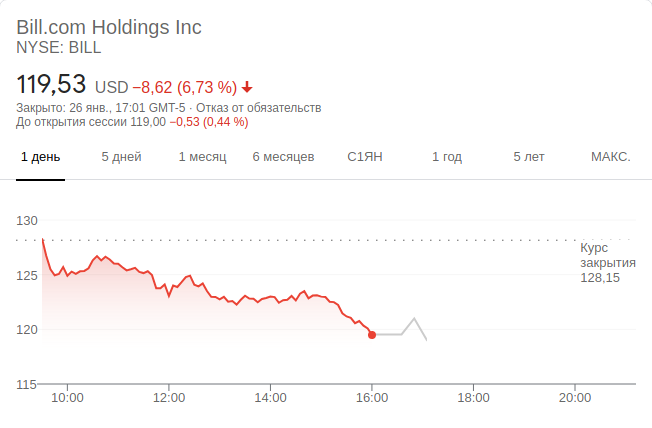 Bill.com Holdings Inc
NYSE: BILL
119,53 USD −8,62 (6,73 %)
Закрыто: 26 янв., 17:01 GMT-5 · Отказ от обязательств
До открытия сессии 119,00 −0,53 (0,44 %)
1 день 5 дней 1 месяц 6 месяцев С1ЯН 1 год 5 лет МАКС.
130
Курс
закрытия
128,15
125
120
115
10:00 12:00 14:00 16:00 18:00 20:00